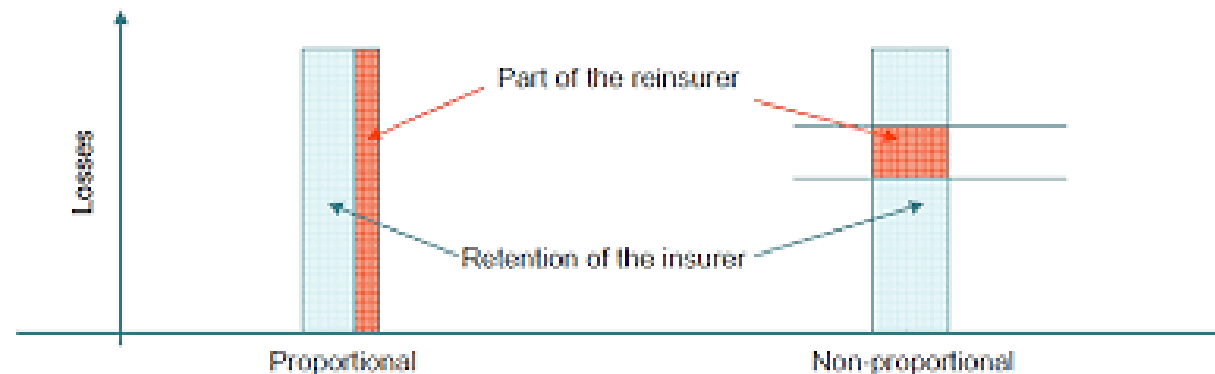 Part of the reinsurer
Losses
Retention of the insurer
Proportional
Non-proportional